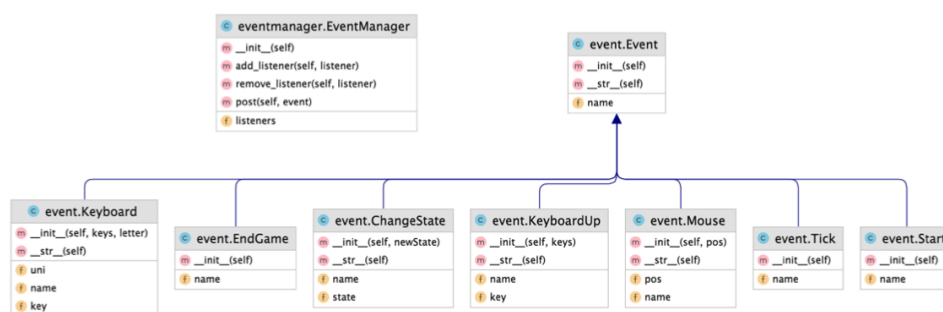 eventmanager.EventManager
__init__(self)
add_listener(self, listener)
remove_listener(self, listener)
post(self, event)
listeners
event.Event
__init__(self)
__str__(self)
name
event.Keyboard
__init__(self, keys, letter)
__str__(self)
uni
name
key
event.EndGame
__init__(self)
name
event.ChangeState
__init__(self, newState)
__str__(self)
name
state
event.KeyboardUp
__init__(self, keys)
__str__(self)
name
key
event.Mouse
__init__(self, pos)
__str__(self)
pos
name
event.Tick
__init__(self)
name
event.Start
__init__(self)
name